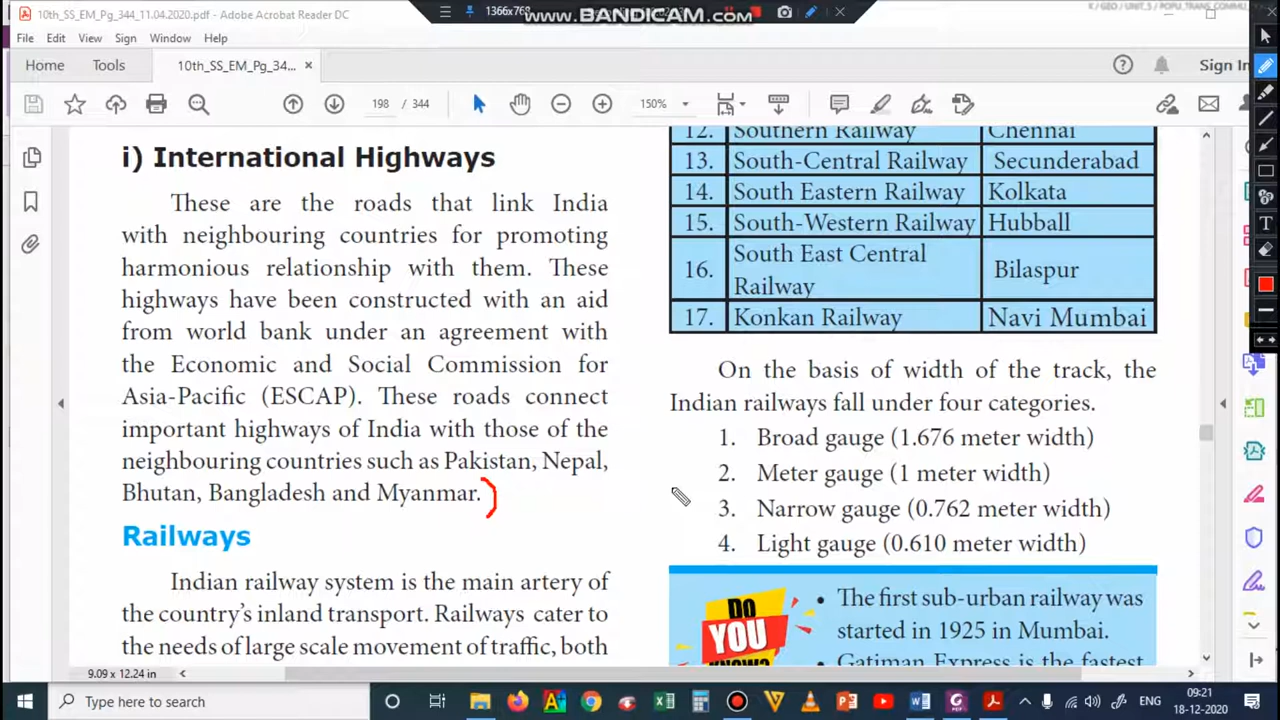 10th_SS_EM_Pg_344_11.04.2020.pdf - Adobe Acrobat Reader DC
1366x768
www.BANDICAM.com
File Edit View Sign Window Help
Home Tools 10th_SS_EM_Pg_34... × Sign In
198 / 344 150%
i) International Highways
These are the roads that link India
with neighbouring countries for promoting
harmonious relationship with them. These
highways have been constructed with an aid
from world bank under an agreement with
the Economic and Social Commission for
Asia-Pacific (ESCAP). These roads connect
important highways of India with those of the
neighbouring countries such as Pakistan, Nepal,
Bhutan, Bangladesh and Myanmar.
Railways
Indian railway system is the main artery of
the country's inland transport. Railways cater to
the needs of large scale movement of traffic, both
12. Southern Railway Chennai
13. South-Central Railway Secunderabad
14. South Eastern Railway Kolkata
15. South-Western Railway Hubball
16. South East Central Railway Bilaspur
17. Konkan Railway Navi Mumbai
On the basis of width of the track, the
Indian railways fall under four categories.
1. Broad gauge (1.676 meter width)
2. Meter gauge (1 meter width)
3. Narrow gauge (0.762 meter width)
4. Light gauge (0.610 meter width)
DO
YOU
KNOW?
• The first sub-urban railway was
started in 1925 in Mumbai.
• Gatiman Express is the fastest
9.09 x 12.24 in
Type here to search
ENG
09:21
18-12-2020